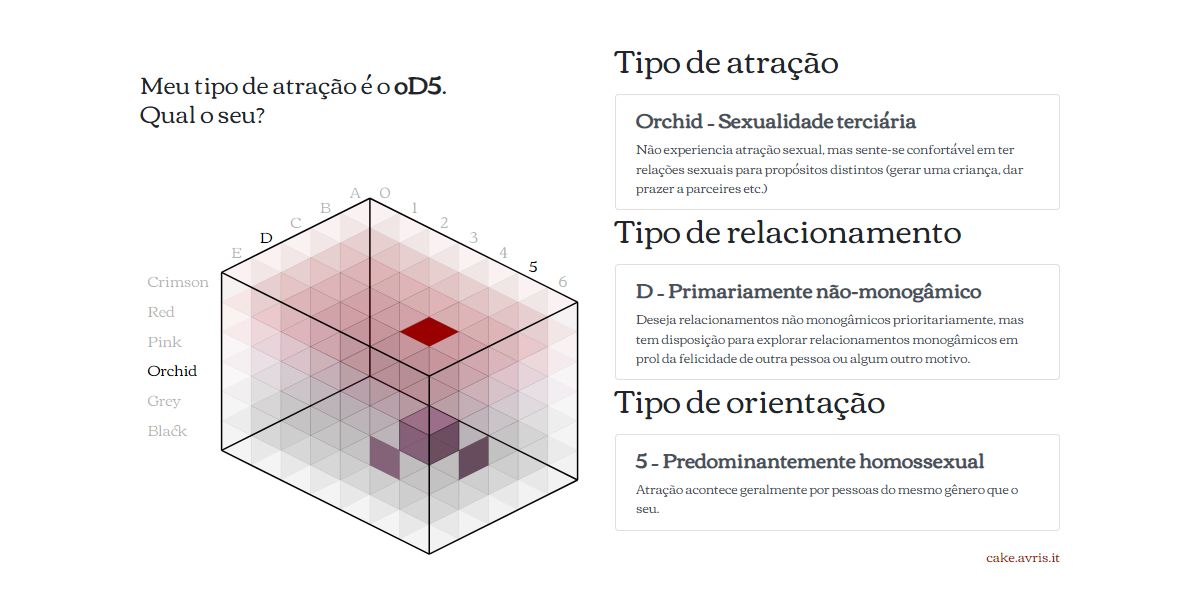 Meu tipo de atração é o oD5.
Qual o seu?
A
B
C
D
E
0
1
2
3
4
5
6
Crimson
Red
Pink
Orchid
Grey
Black
Tipo de atração
Orchid - Sexualidade terciária
Não experiencia atração sexual, mas sente-se confortável em ter
relações sexuais para propósitos distintos (gerar uma criança, dar
prazer a parceires etc.)
Tipo de relacionamento
D - Primariamente não-monogâmico
Deseja relacionamentos não monogâmicos prioritariamente, mas
tem disposição para explorar relacionamentos monogâmicos em
prol da felicidade de outra pessoa ou algum outro motivo.
Tipo de orientação
5 - Predominantemente homossexual
Atração acontece geralmente por pessoas do mesmo gênero que o
seu.
cake.avris.it